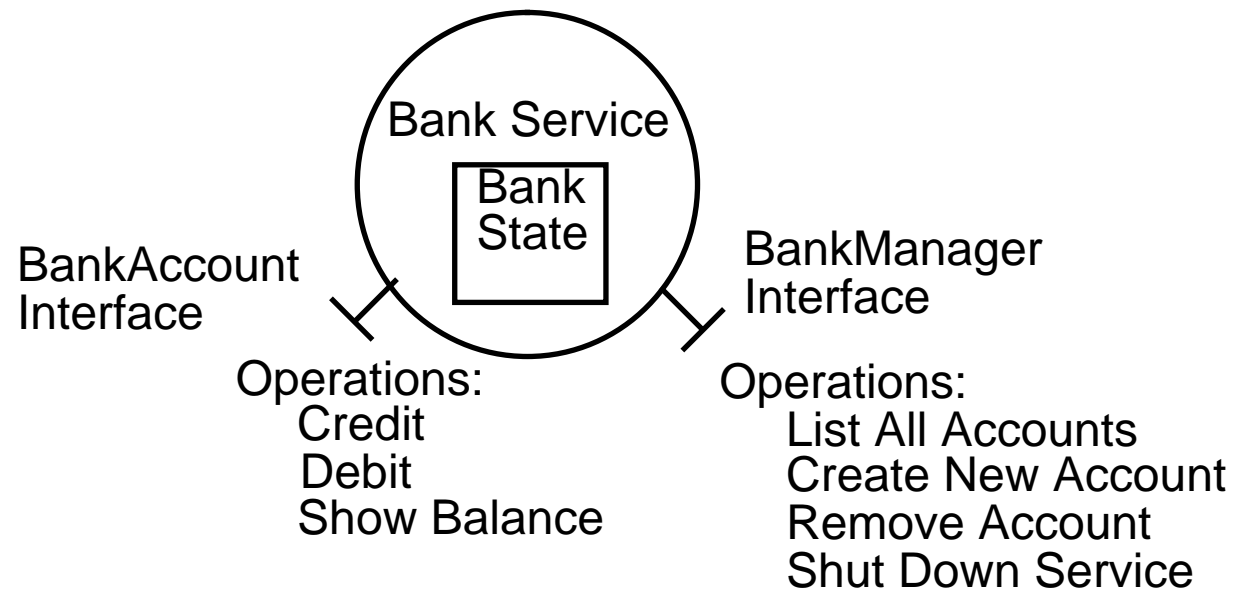 Bank Service
Bank
State
BankAccount
Interface
BankManager
Interface
Operations:
Credit
Debit
Show Balance
Operations:
List All Accounts
Create New Account
Remove Account
Shut Down Service